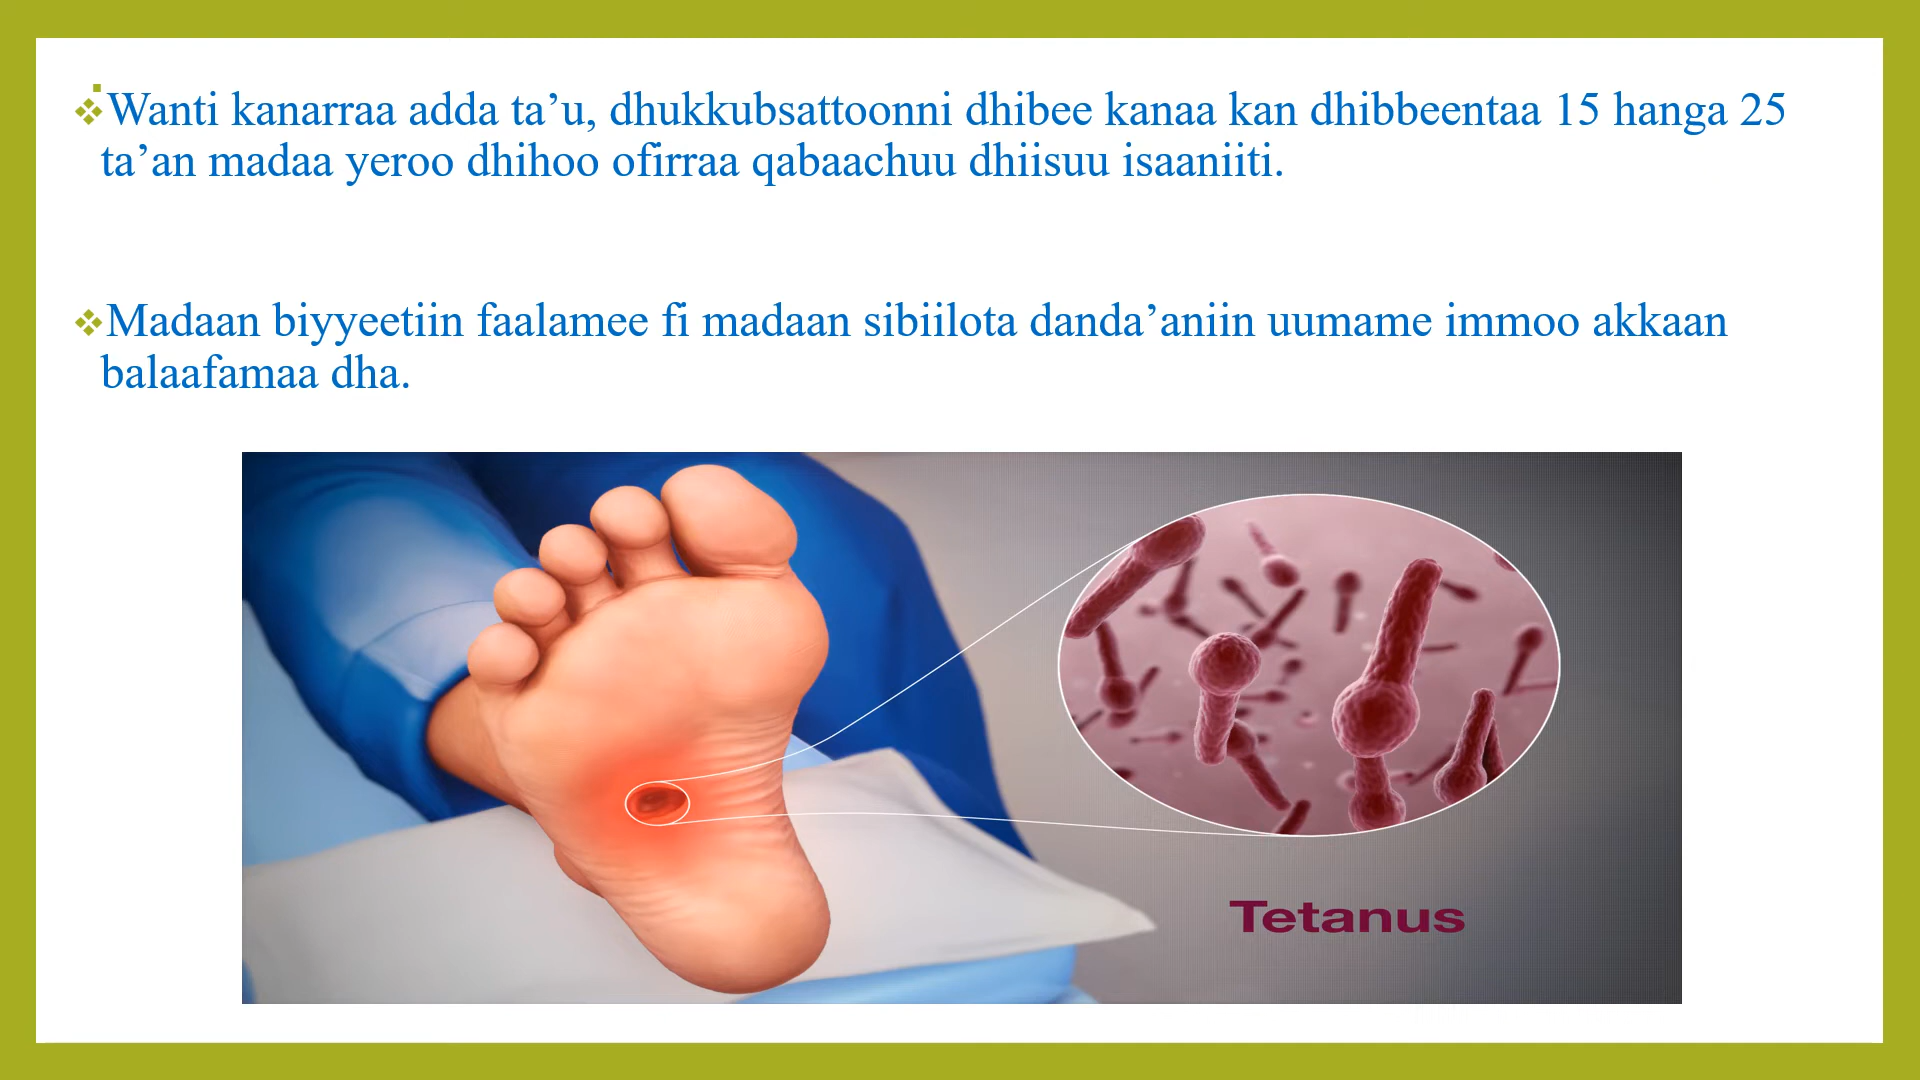 Wanti kanarraa adda ta’u, dhukkubsattoonni dhibee kanaa kan dhibbeentaa 15 hanga 25
ta’an madaa yeroo dhihoo ofirraa qabaachuu dhiisuu isaaniiti.
Madaan biyyeetiin faalamee fi madaan sibiilota danda’aniin uumame immoo akkaan
balaafamaa dha.
Tetanus